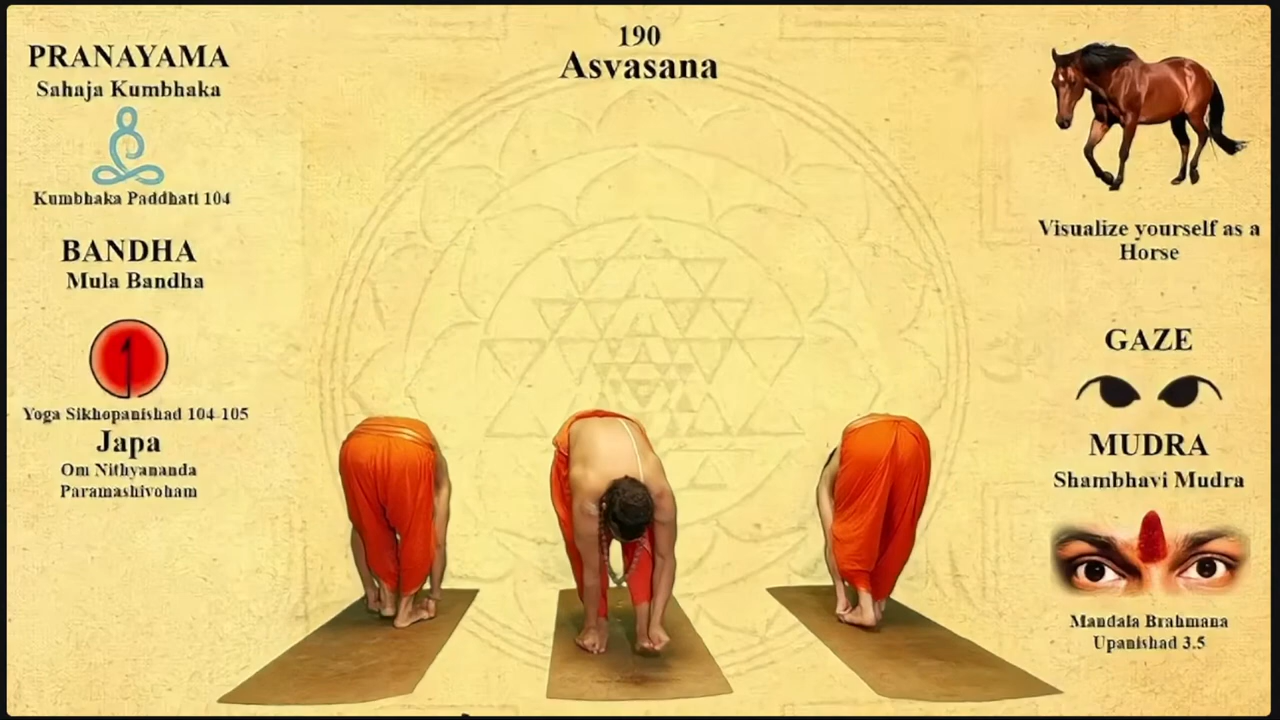 190
Asvasana
PRANAYAMA
Sahaja Kumbhaka
Kumbhaka Paddhati 104
BANDHA
Mula Bandha
Yoga Sikhopanishad 104-105
Japa
Om Nithyananda
Paramashivoham
Visualize yourself as a
Horse
GAZE
MUDRA
Shambhavi Mudra
Mandala Brahmana
Upanishad 3.5